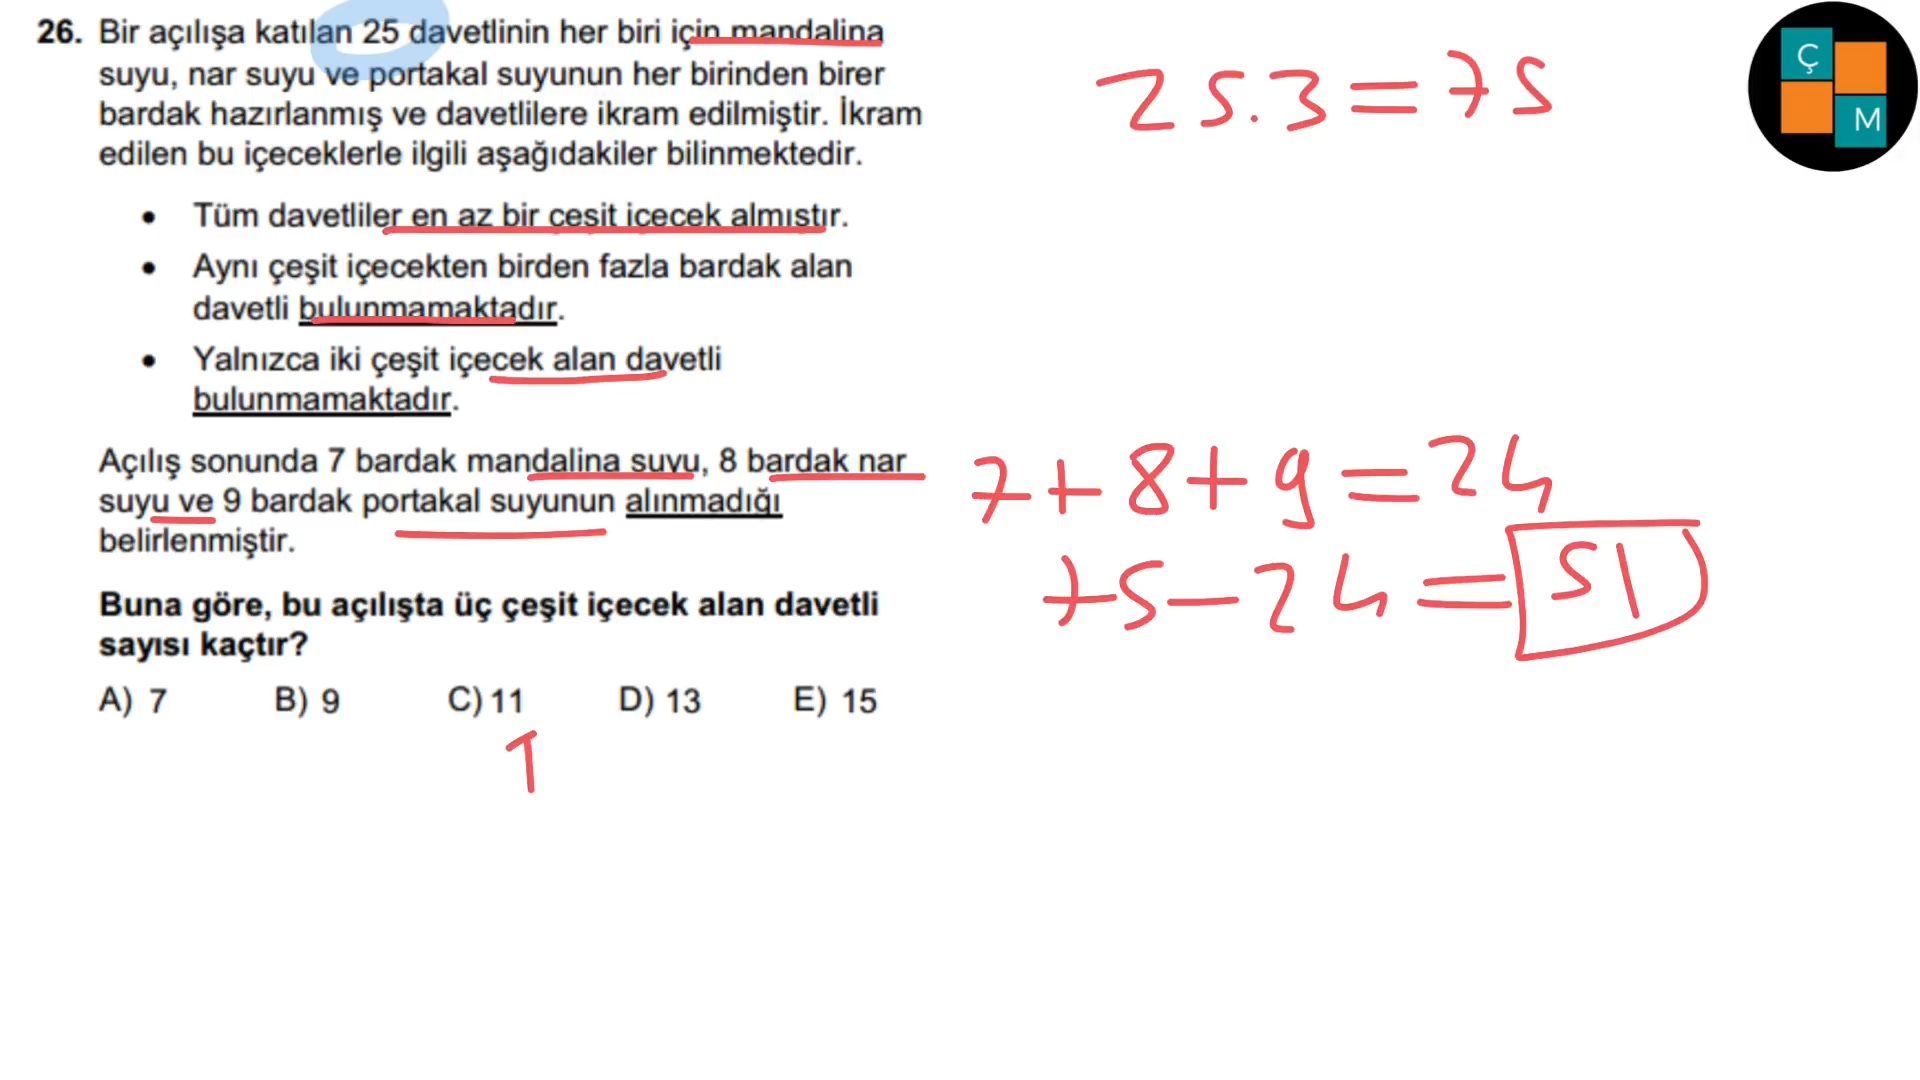 26. Bir açılışa katılan 25 davetlinin her biri için mandalina
suyu, nar suyu ve portakal suyunun her birinden birer
bardak hazırlanmış ve davetlilere ikram edilmiştir. İkram
edilen bu içeceklerle ilgili aşağıdakiler bilinmektedir.
• Tüm davetliler en az bir çeşit içecek almıştır.
• Aynı çeşit içecekten birden fazla bardak alan
davetli bulunmamaktadır.
• Yalnızca iki çeşit içecek alan davetli
bulunmamaktadır.
Açılış sonunda 7 bardak mandalina suyu, 8 bardak nar
suyu ve 9 bardak portakal suyunun alınmadığı
belirlenmiştir.
Buna göre, bu açılışta üç çeşit içecek alan davetli
sayısı kaçtır?
A) 7 B) 9 C) 11 D) 13 E) 15
25.3=75
7+8+9=24
75-24=51
1
Ç
M